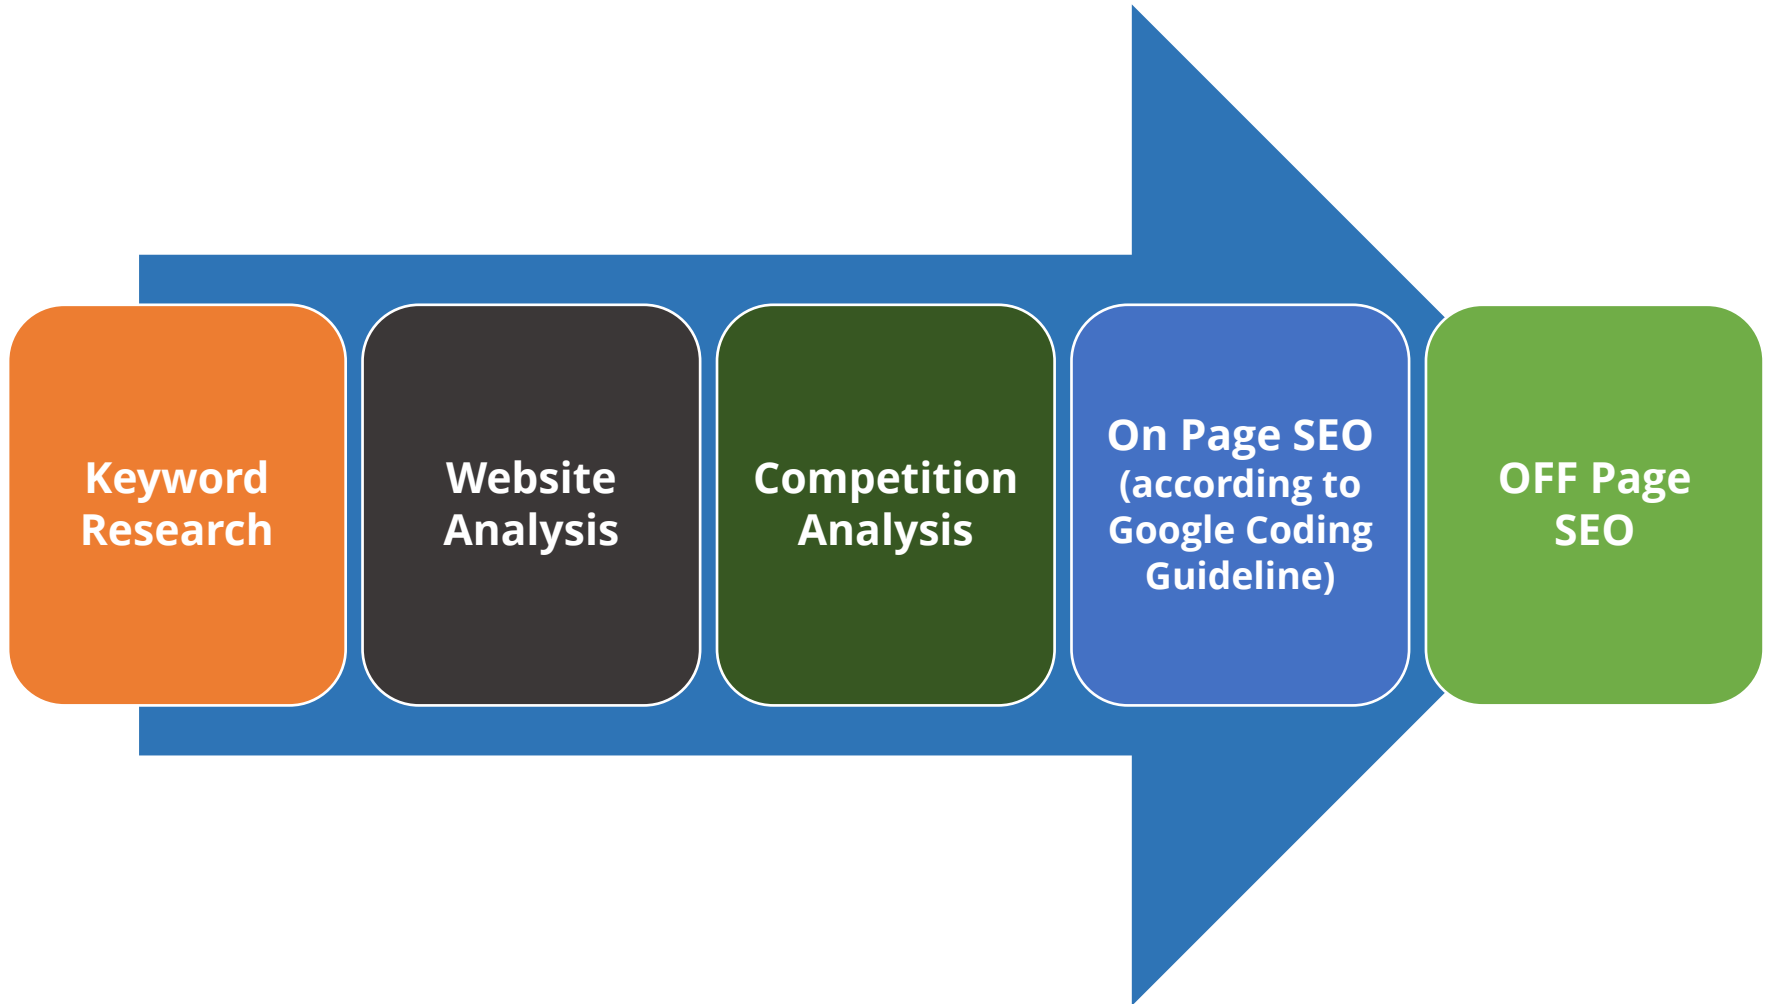 Keyword
Research
Website
Analysis
Competition
Analysis
On Page SEO
(according to
Google Coding
Guideline)
OFF Page
SEO